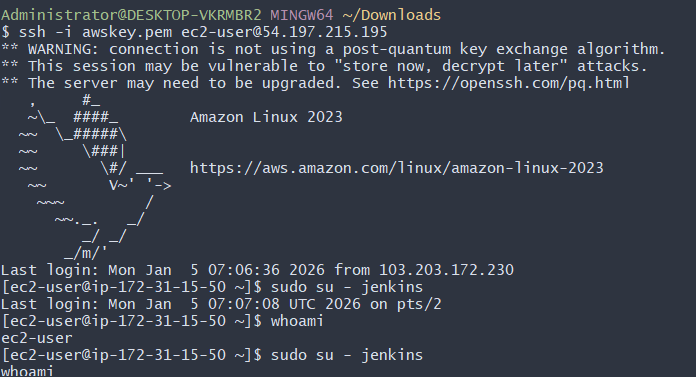 Administrator@DESKTOP-VKRMBR2 MINGW64 ~/Downloads
$ ssh -i awskey.pem ec2-user@54.197.215.195
** WARNING: connection is not using a post-quantum key exchange algorithm.
** This session may be vulnerable to "store now, decrypt later" attacks.
** The server may need to be upgraded. See https://openssh.com/pq.html
   ,     #_
   ~\_  ####_        Amazon Linux 2023
  ~~  \_#####\
  ~~     \###|
  ~~       \#/ ___   https://aws.amazon.com/linux/amazon-linux-2023
   ~~       V~' '->
    ~~~         /
      ~~._.   _/
         _/ _/
       _/m/'
Last login: Mon Jan  5 07:06:36 2026 from 103.203.172.230
[ec2-user@ip-172-31-15-50 ~]$ sudo su - jenkins
Last login: Mon Jan  5 07:07:08 UTC 2026 on pts/2
[ec2-user@ip-172-31-15-50 ~]$ whoami
ec2-user
[ec2-user@ip-172-31-15-50 ~]$ sudo su - jenkins
whoami